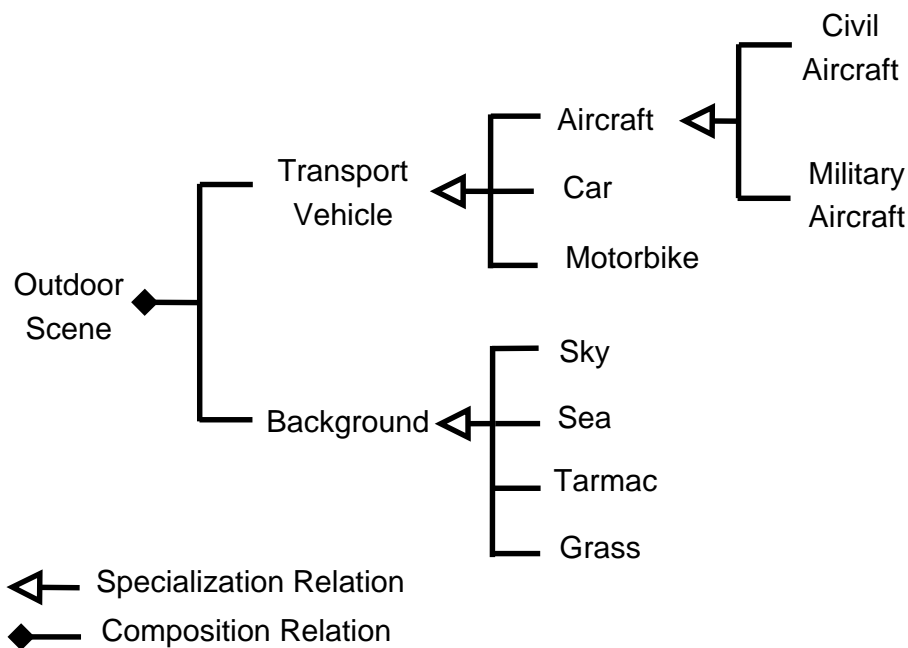 Civil
Aircraft
Aircraft
Transport
Vehicle
Car
Military
Aircraft
Motorbike
Outdoor
Scene
Sky
Background
Sea
Tarmac
Grass
Specialization Relation
Composition Relation